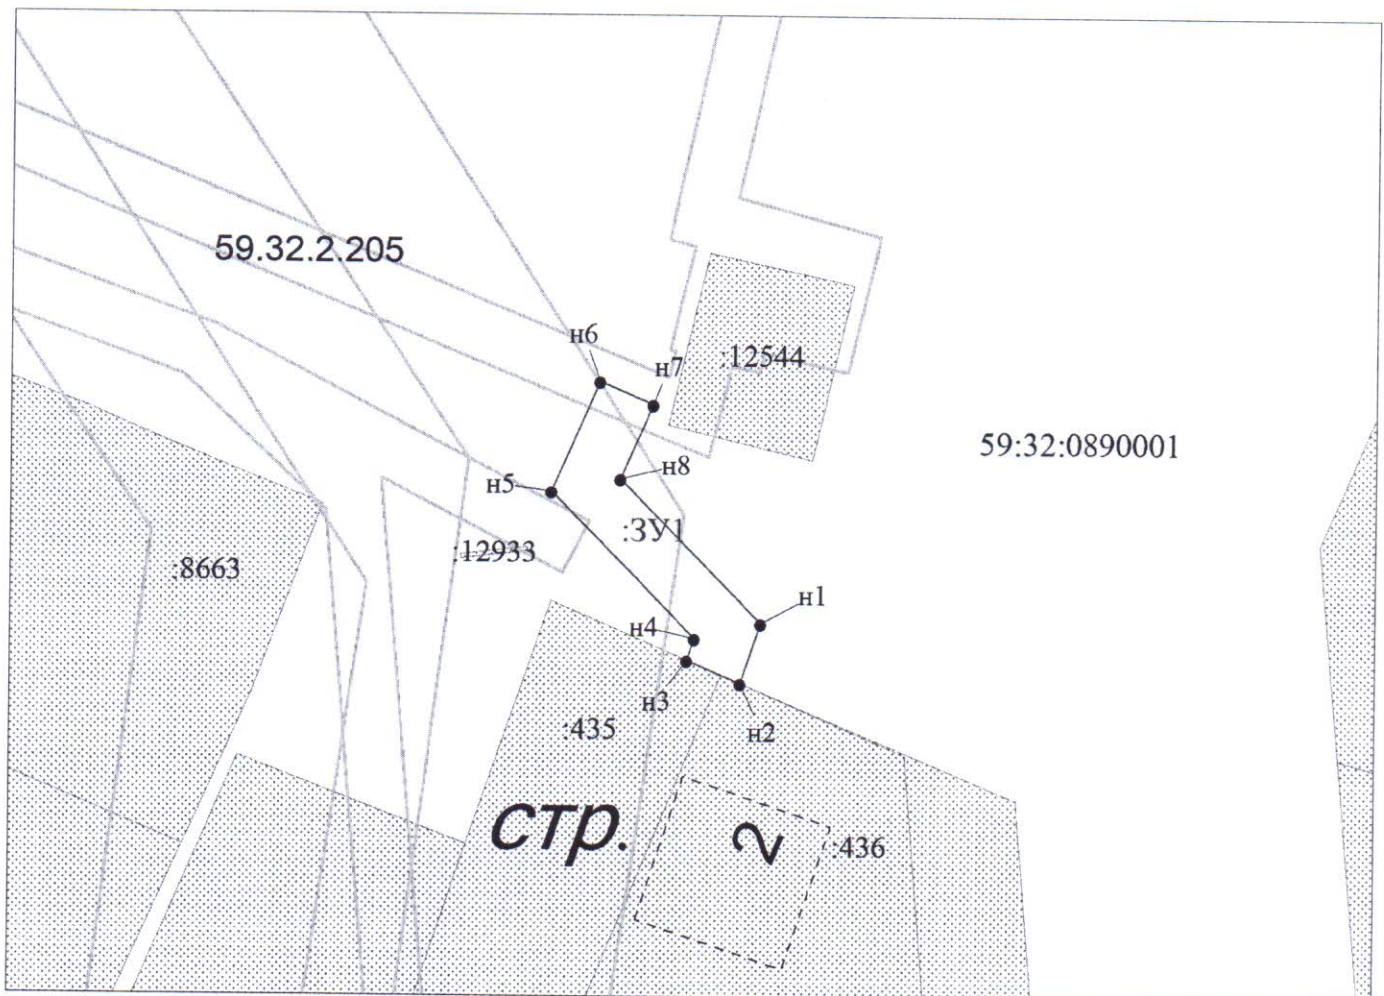 59.32.2.205
н6
н7
:12544
59:32:0890001
н8
н5
:ЗУ1
:12933
:8663
н1
н4
н3
н2
:435
стр.
2
:436